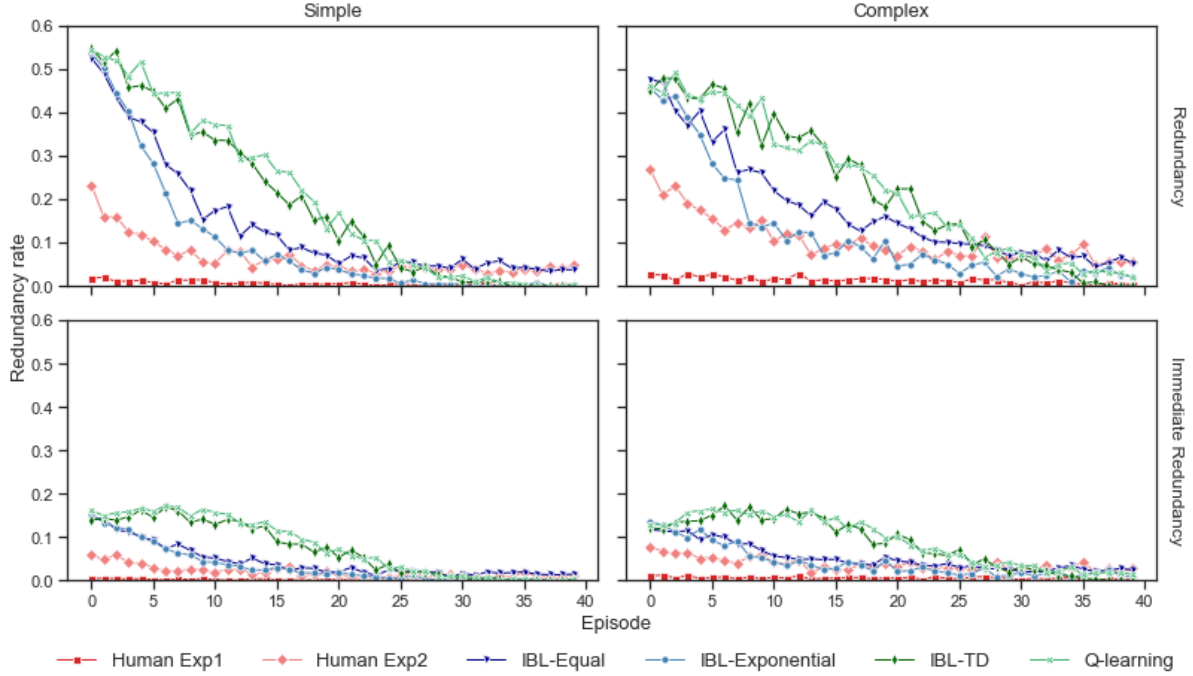 Simple Complex
0.6
0.5
0.4
0.3
0.2
0.1
0.0
Redundancy
Redundancy rate
0.6
0.5
0.4
0.3
0.2
0.1
0.0
Immediate Redundancy
0 5 10 15 20 25 30 35 40 0 5 10 15 20 25 30 35 40
Episode
Human Exp1 Human Exp2 IBL-Equal IBL-Exponential IBL-TD Q-learning